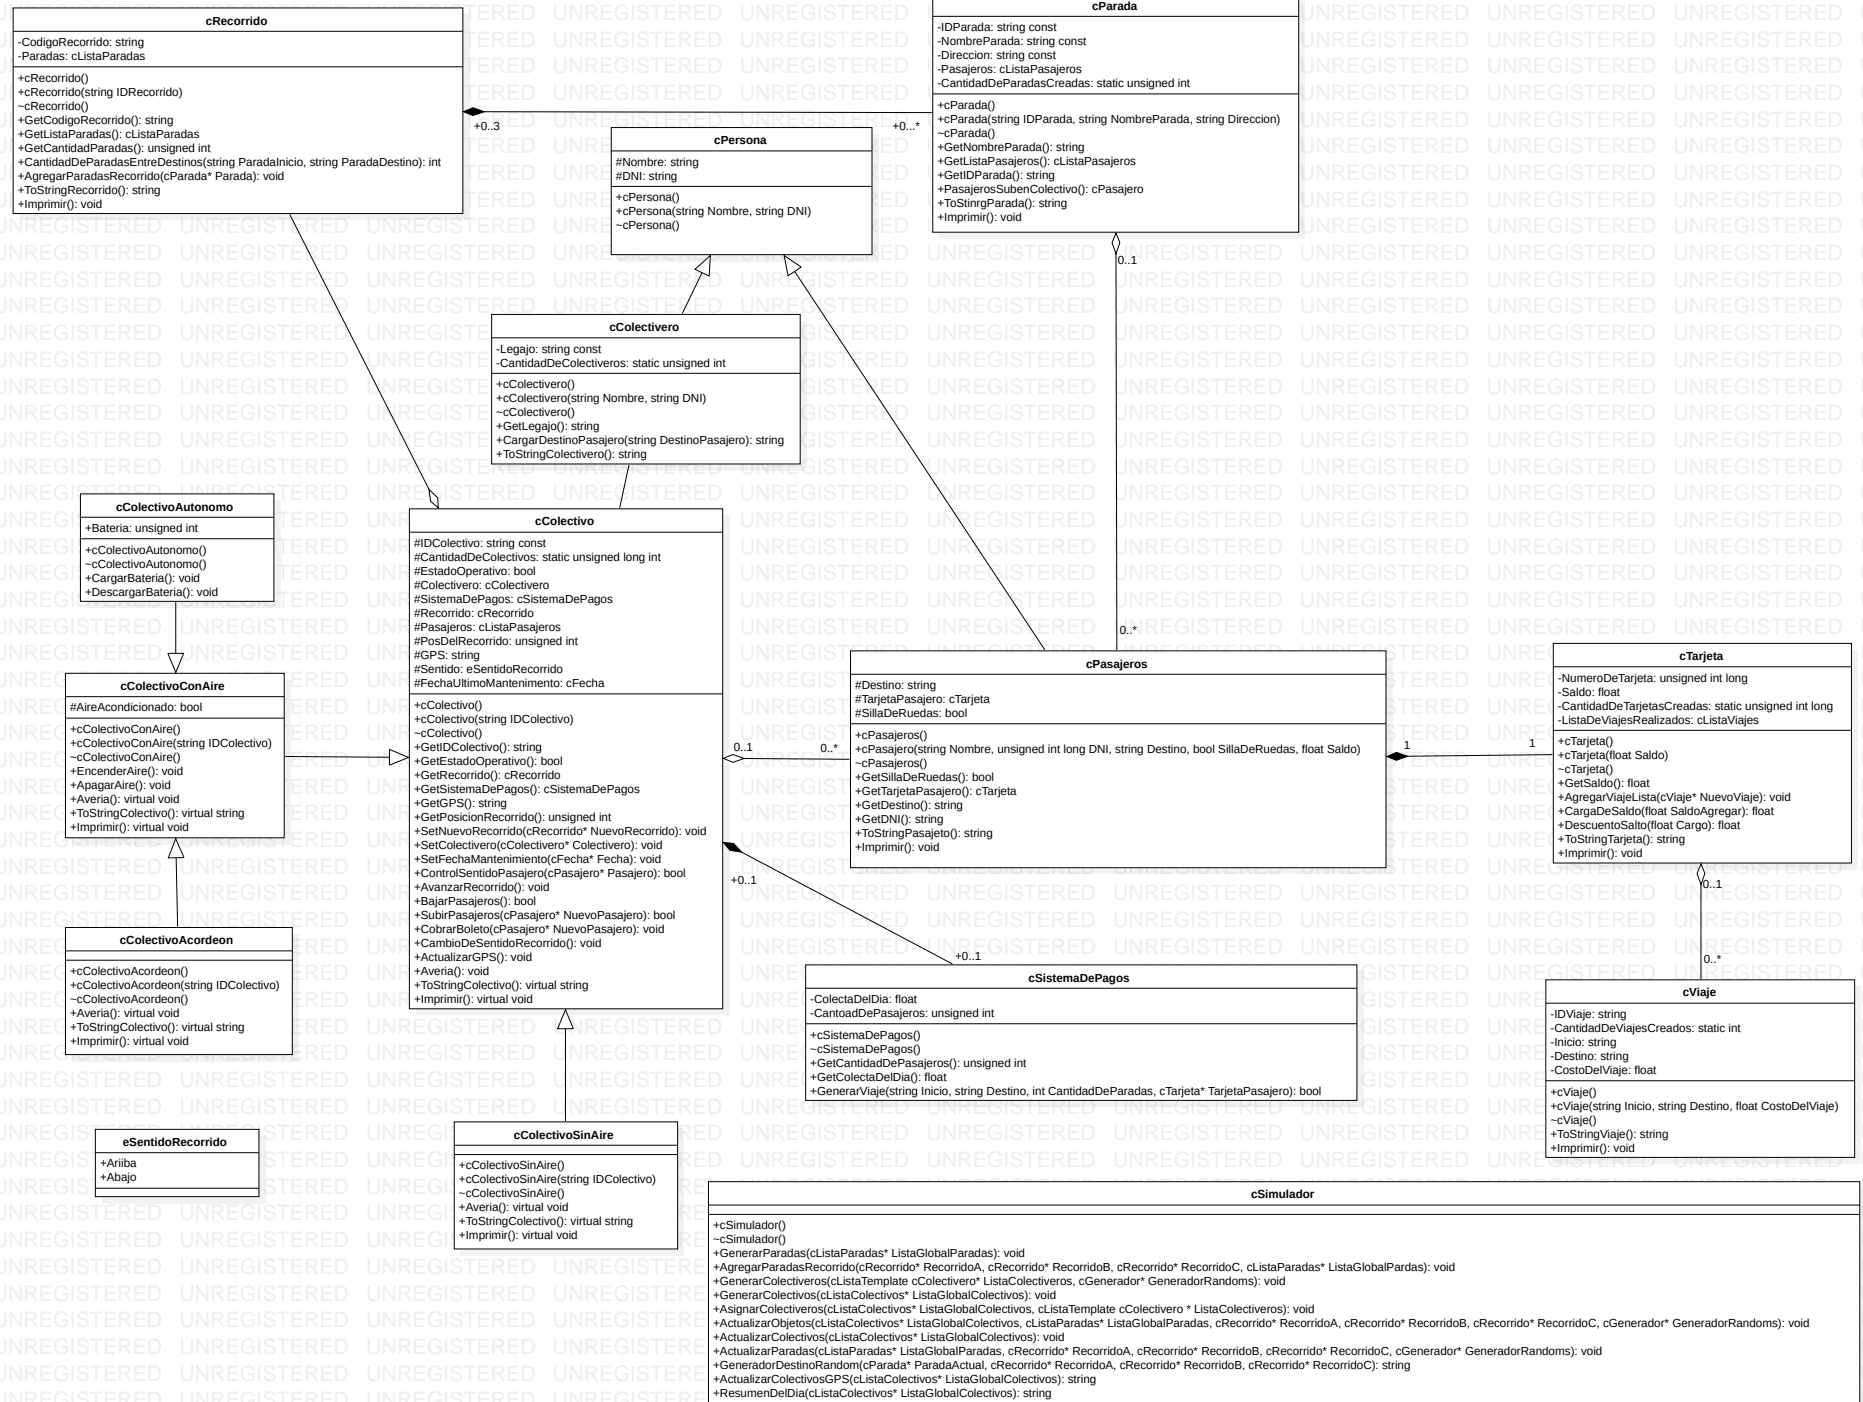 cRecorrido
-CodigoRecorrido: string
-Paradas: cListaParadas
+cRecorrido()
+cRecorrido(string IDRecorrido)
~cRecorrido()
+GetCodigoRecorrido(): string
+GetListaParadas(): cListaParadas
+GetCantidadParadas(): unsigned int
+CantidadDeParadasEntreDestinos(string ParadaInicio, string ParadaDestino): int
+AgregarParadasRecorrido(cParada* Parada): void
+ToStringRecorrido(): string
+Imprimir(): void
+0..3
+0...*
cParada
-IDParada: string const
-NombreParada: string const
-Direccion: string const
-Pasajeros: cListaPasajeros
-CantidadDeParadasCreadas: static unsigned int
+cParada()
+cParada(string IDParada, string NombreParada, string Direccion)
~cParada()
+GetNombreParada(): string
+GetListaPasajeros(): cListaPasajeros
+GetIDParada(): string
+PasajerosSubenColectivo(): cPasajero
+ToStinrgParada(): string
+Imprimir(): void
0..1
0..*
cPersona
#Nombre: string
#DNI: string
+cPersona()
+cPersona(string Nombre, string DNI)
~cPersona()
cColectivero
-Legajo: string const
-CantidadDeColectiveros: static unsigned int
+cColectivero()
+cColectivero(string Nombre, string DNI)
~cColectivero()
+GetLegajo(): string
+CargarDestinoPasajero(string DestinoPasajero): string
+ToStringColectivero(): string
cColectivoAutonomo
+Bateria: unsigned int
+cColectivoAutonomo()
~cColectivoAutonomo()
+CargarBateria(): void
+DescargarBateria(): void
cColectivoConAire
#AireAcondicionado: bool
+cColectivoConAire()
+cColectivoConAire(string IDColectivo)
~cColectivoConAire()
+EncenderAire(): void
+ApagarAire(): void
+Averia(): virtual void
+ToStringColectivo(): virtual string
+Imprimir(): virtual void
cColectivoAcordeon
+cColectivoAcordeon()
+cColectivoAcordeon(string IDColectivo)
~cColectivoAcordeon()
+Averia(): virtual void
+ToStringColectivo(): virtual string
+Imprimir(): virtual void
eSentidoRecorrido
+Ariiba
+Abajo
cColectivo
#IDColectivo: string const
#CantidadDeColectivos: static unsigned long int
#EstadoOperativo: bool
#Colectivero: cColectivero
#SistemaDePagos: cSistemaDePagos
#Recorrido: cRecorrido
#Pasajeros: cListaPasajeros
#PosDelRecorrido: unsigned int
#GPS: string
#Sentido: eSentidoRecorrido
#FechaUltimoMantenimento: cFecha
+cColectivo()
+cColectivo(string IDColectivo)
~cColectivo()
+GetIDColectivo(): string
+GetEstadoOperativo(): bool
+GetRecorrido(): cRecorrido
+GetSistemaDePagos(): cSistemaDePagos
+GetGPS(): string
+GetPosicionRecorrido(): unsigned int
+SetNuevoRecorrido(cRecorrido* NuevoRecorrido): void
+SetColectivero(cColectivero* Colectivero): void
+SetFechaMantenimiento(cFecha* Fecha): void
+ControlSentidoPasajero(cPasajero* Pasajero): bool
+AvanzarRecorrido(): void
+BajarPasajeros(): bool
+SubirPasajeros(cPasajero* NuevoPasajero): bool
+CobrarBoleto(cPasajero* NuevoPasajero): void
+CambioDeSentidoRecorrido(): void
+ActualizarGPS(): void
+Averia(): void
+ToStringColectivo(): virtual string
+Imprimir(): virtual void
0..1
0..*
+0..1
+0..1
cColectivoSinAire
+cColectivoSinAire()
+cColectivoSinAire(string IDColectivo)
~cColectivoSinAire()
+Averia(): virtual void
+ToStringColectivo(): virtual string
+Imprimir(): virtual void
cPasajeros
#Destino: string
#TarjetaPasajero: cTarjeta
#SillaDeRuedas: bool
+cPasajeros()
+cPasajero(string Nombre, unsigned int long DNI, string Destino, bool SillaDeRuedas, float Saldo)
~cPasajeros()
+GetSillaDeRuedas(): bool
+GetTarjetaPasajero(): cTarjeta
+GetDestino(): string
+GetDNI(): string
+ToStringPasajeto(): string
+Imprimir(): void
1
1
cTarjeta
-NumeroDeTarjeta: unsigned int long
-Saldo: float
-CantidadDeTarjetasCreadas: static unsigned int long
-ListaDeViajesRealizados: cListaViajes
+cTarjeta()
+cTarjeta(float Saldo)
~cTarjeta()
+GetSaldo(): float
+AgregarViajeLista(cViaje* NuevoViaje): void
+CargaDeSaldo(float SaldoAgregar): float
+DescuentoSalto(float Cargo): float
+ToStringTarjeta(): string
+Imprimir(): void
0..1
0..*
cSistemaDePagos
-ColectaDelDia: float
-CantoadDePasajeros: unsigned int
+cSistemaDePagos()
~cSistemaDePagos()
+GetCantidadDePasajeros(): unsigned int
+GetColectaDelDia(): float
+GenerarViaje(string Inicio, string Destino, int CantidadDeParadas, cTarjeta* TarjetaPasajero): bool
cViaje
-IDViaje: string
-CantidadDeViajesCreados: static int
-Inicio: string
-Destino: string
-CostoDelViaje: float
+cViaje()
+cViaje(string Inicio, string Destino, float CostoDelViaje)
~cViaje()
+ToStringViaje(): string
+Imprimir(): void
cSimulador
+cSimulador()
~cSimulador()
+GenerarParadas(cListaParadas* ListaGlobalParadas): void
+AgregarParadasRecorrido(cRecorrido* RecorridoA, cRecorrido* RecorridoB, cRecorrido* RecorridoC, cListaParadas* ListaGlobalPardas): void
+GenerarColectiveros(cListaTemplate cColectivero* ListaColectiveros, cGenerador* GeneradorRandoms): void
+GenerarColectivos(cListaColectivos* ListaGlobalColectivos): void
+AsignarColectiveros(cListaColectivos* ListaGlobalColectivos, cListaTemplate cColectivero * ListaColectiveros): void
+ActualizarObjetos(cListaColectivos* ListaGlobalColectivos, cListaParadas* ListaGlobalParadas, cRecorrido* RecorridoA, cRecorrido* RecorridoB, cRecorrido* RecorridoC, cGenerador* GeneradorRandoms): void
+ActualizarColectivos(cListaColectivos* ListaGlobalColectivos): void
+ActualizarParadas(cListaParadas* ListaGlobalParadas, cRecorrido* RecorridoA, cRecorrido* RecorridoB, cRecorrido* RecorridoC, cGenerador* GeneradorRandoms): void
+GeneradorDestinoRandom(cParada* ParadaActual, cRecorrido* RecorridoA, cRecorrido* RecorridoB, cRecorrido* RecorridoC): string
+ActualizarColectivosGPS(cListaColectivos* ListaGlobalColectivos): string
+ResumenDelDia(cListaColectivos* ListaGlobalColectivos): string